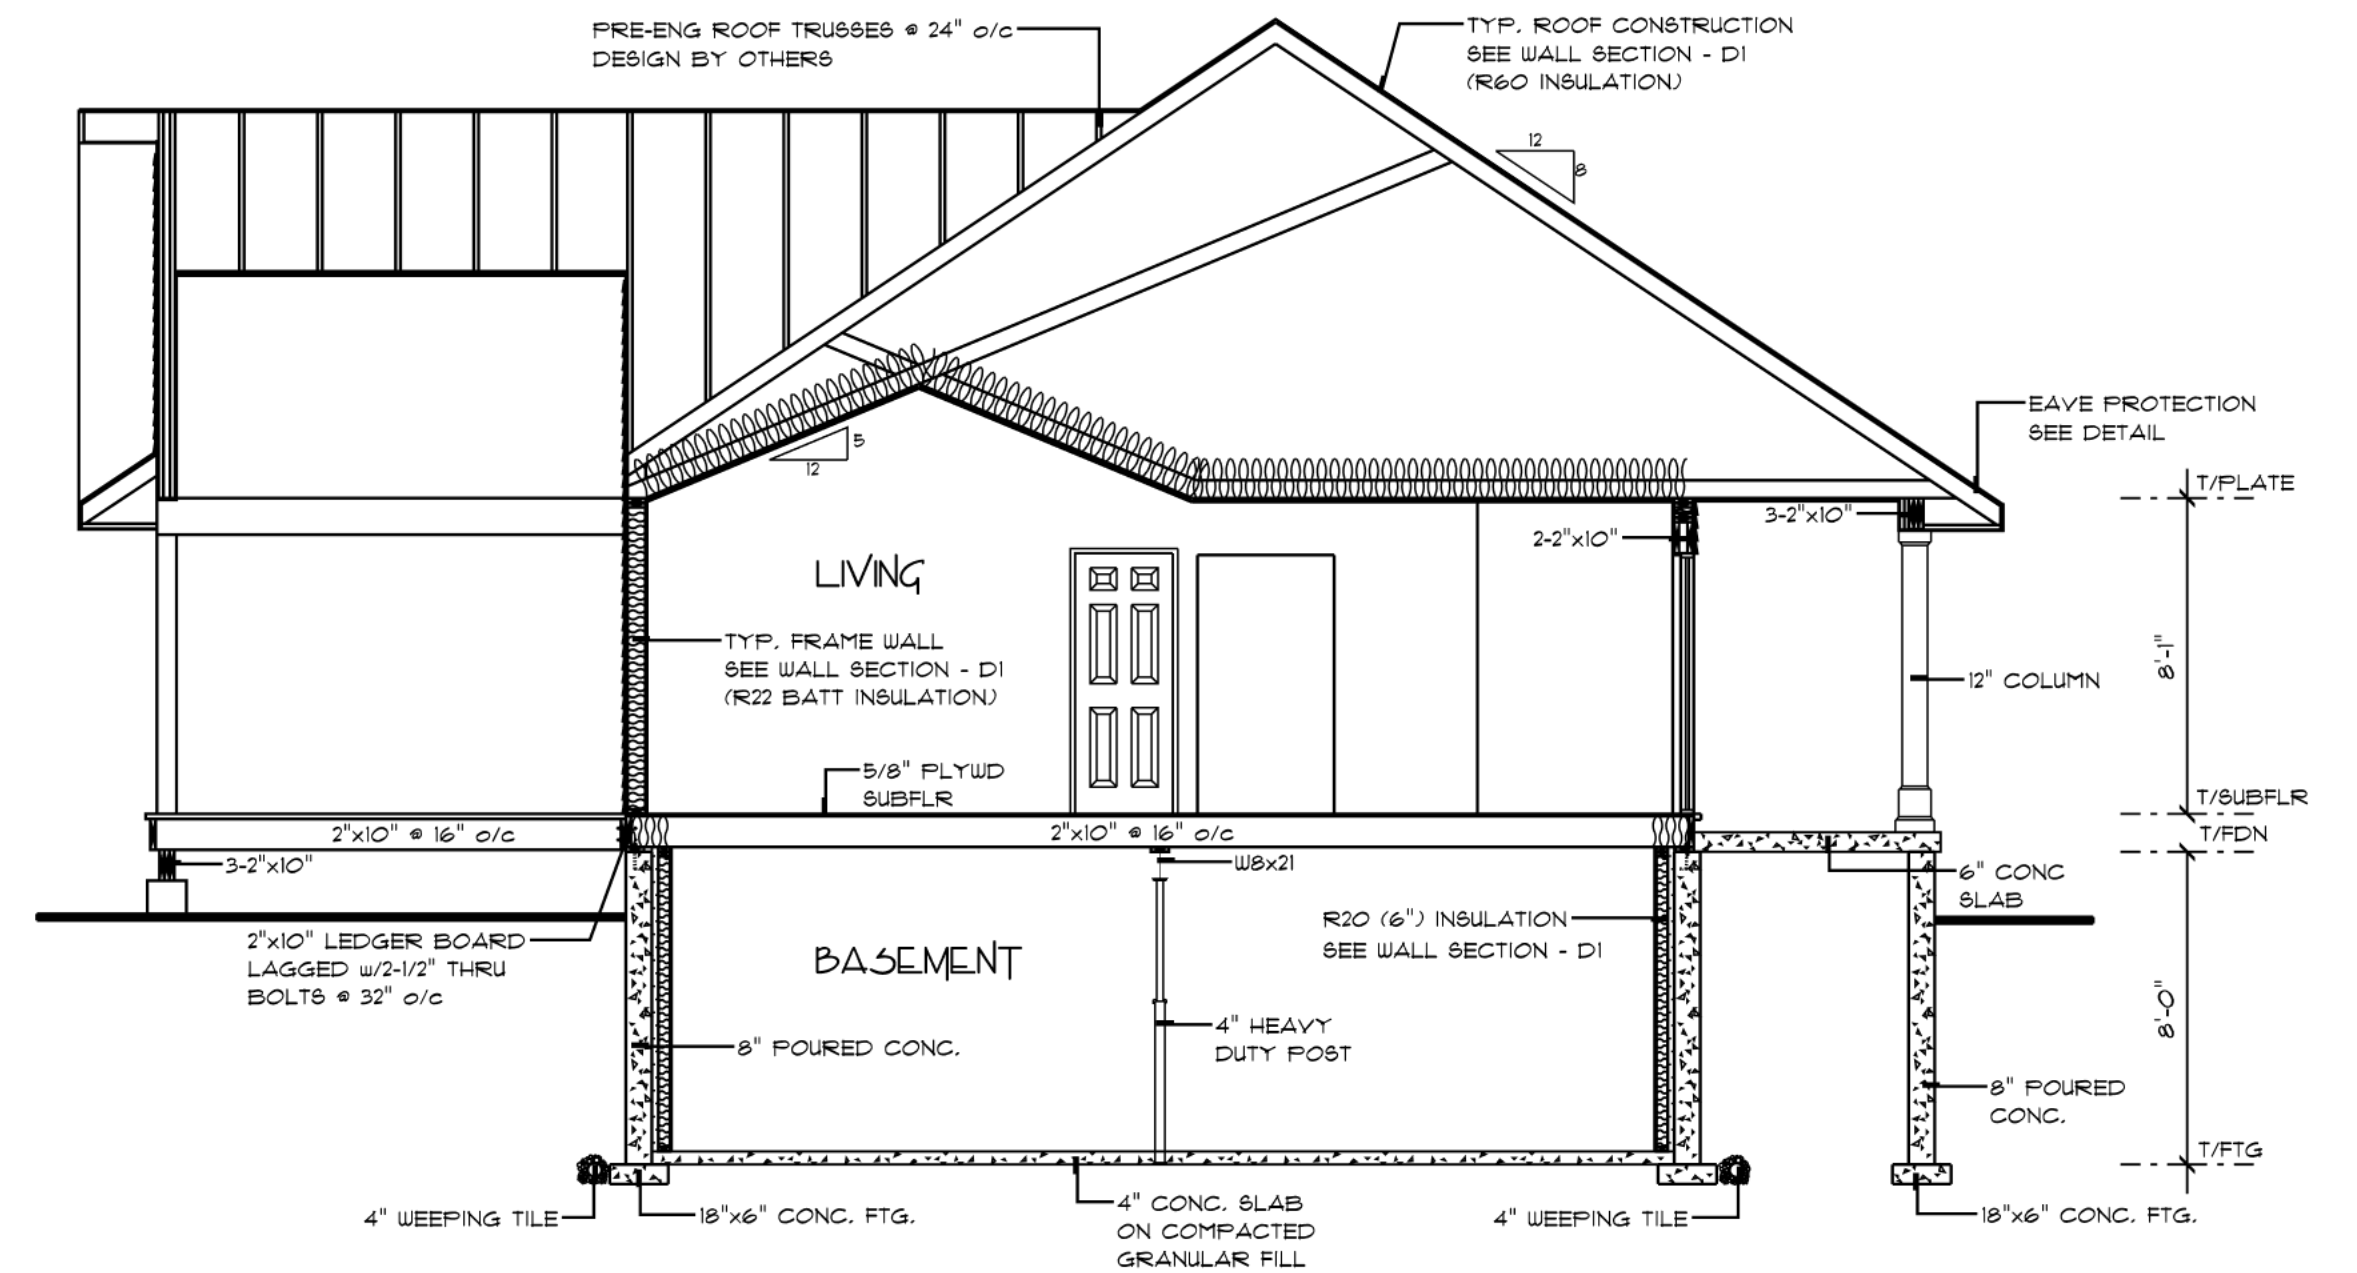 PRE-ENG ROOF TRUSSES @ 24" o/c
DESIGN BY OTHERS
TYP. ROOF CONSTRUCTION
SEE WALL SECTION - D1
(R60 INSULATION)
12
8
EAVE PROTECTION
SEE DETAIL
5
12
T/PLATE
3-2"x10"
2-2"x10"
LIVING
TYP. FRAME WALL
SEE WALL SECTION - D1
(R22 BATT INSULATION)
8'-1"
12" COLUMN
5/8" PLYWD
SUBFLR
T/SUBFLR
2"x10" @ 16" o/c
2"x10" @ 16" o/c
T/FDN
3-2"x10"
W8x21
6" CONC
SLAB
2"x10" LEDGER BOARD
LAGGED w/2-1/2" THRU
BOLTS @ 32" o/c
BASEMENT
R20 (6") INSULATION
SEE WALL SECTION - D1
8'-0"
8" POURED CONC.
4" HEAVY
DUTY POST
8" POURED
CONC.
T/FTG
4" WEEPING TILE
18"x6" CONC. FTG.
4" CONC. SLAB
ON COMPACTED
GRANULAR FILL
4" WEEPING TILE
18"x6" CONC. FTG.